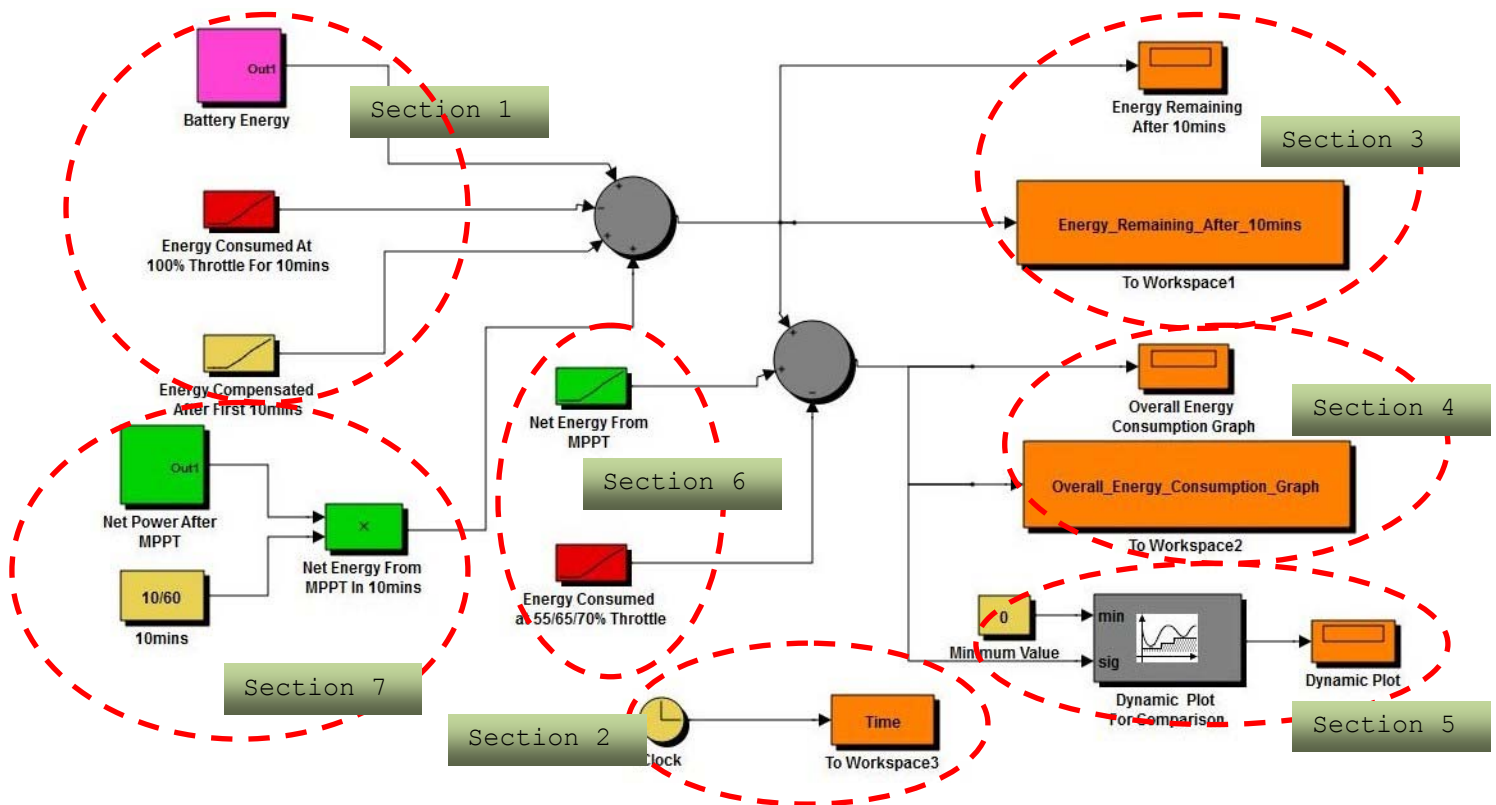 Out1
Battery Energy
Section 1
Energy Consumed At
100% Throttle For 10mins
Energy Compensated
After First 10mins
+
−
+
+
Energy Remaining
After 10mins
Section 3
Energy_Remaining_After_10mins
To Workspace1
+
+
−
Overall Energy
Consumption Graph
Section 4
Overall_Energy_Consumption_Graph
To Workspace2
Net Energy From
MPPT
Section 6
Energy Consumed
at 55/65/70% Throttle
Out1
Net Power After
MPPT
×
Net Energy From
MPPT In 10mins
10/60
10mins
Section 7
0
Minimum Value
min
sig
Dynamic Plot
For Comparison
Dynamic Plot
Section 5
Section 2
Clock
Time
To Workspace3